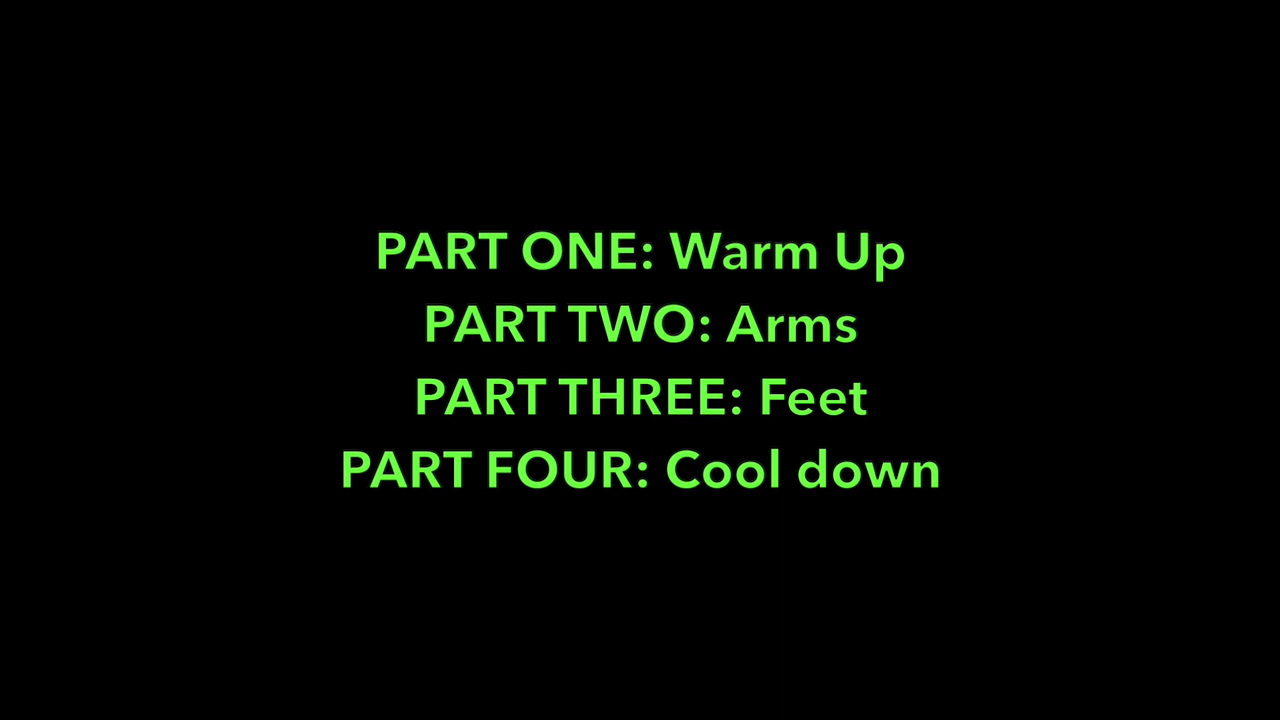 PART ONE: Warm Up
PART TWO: Arms
PART THREE: Feet
PART FOUR: Cool down